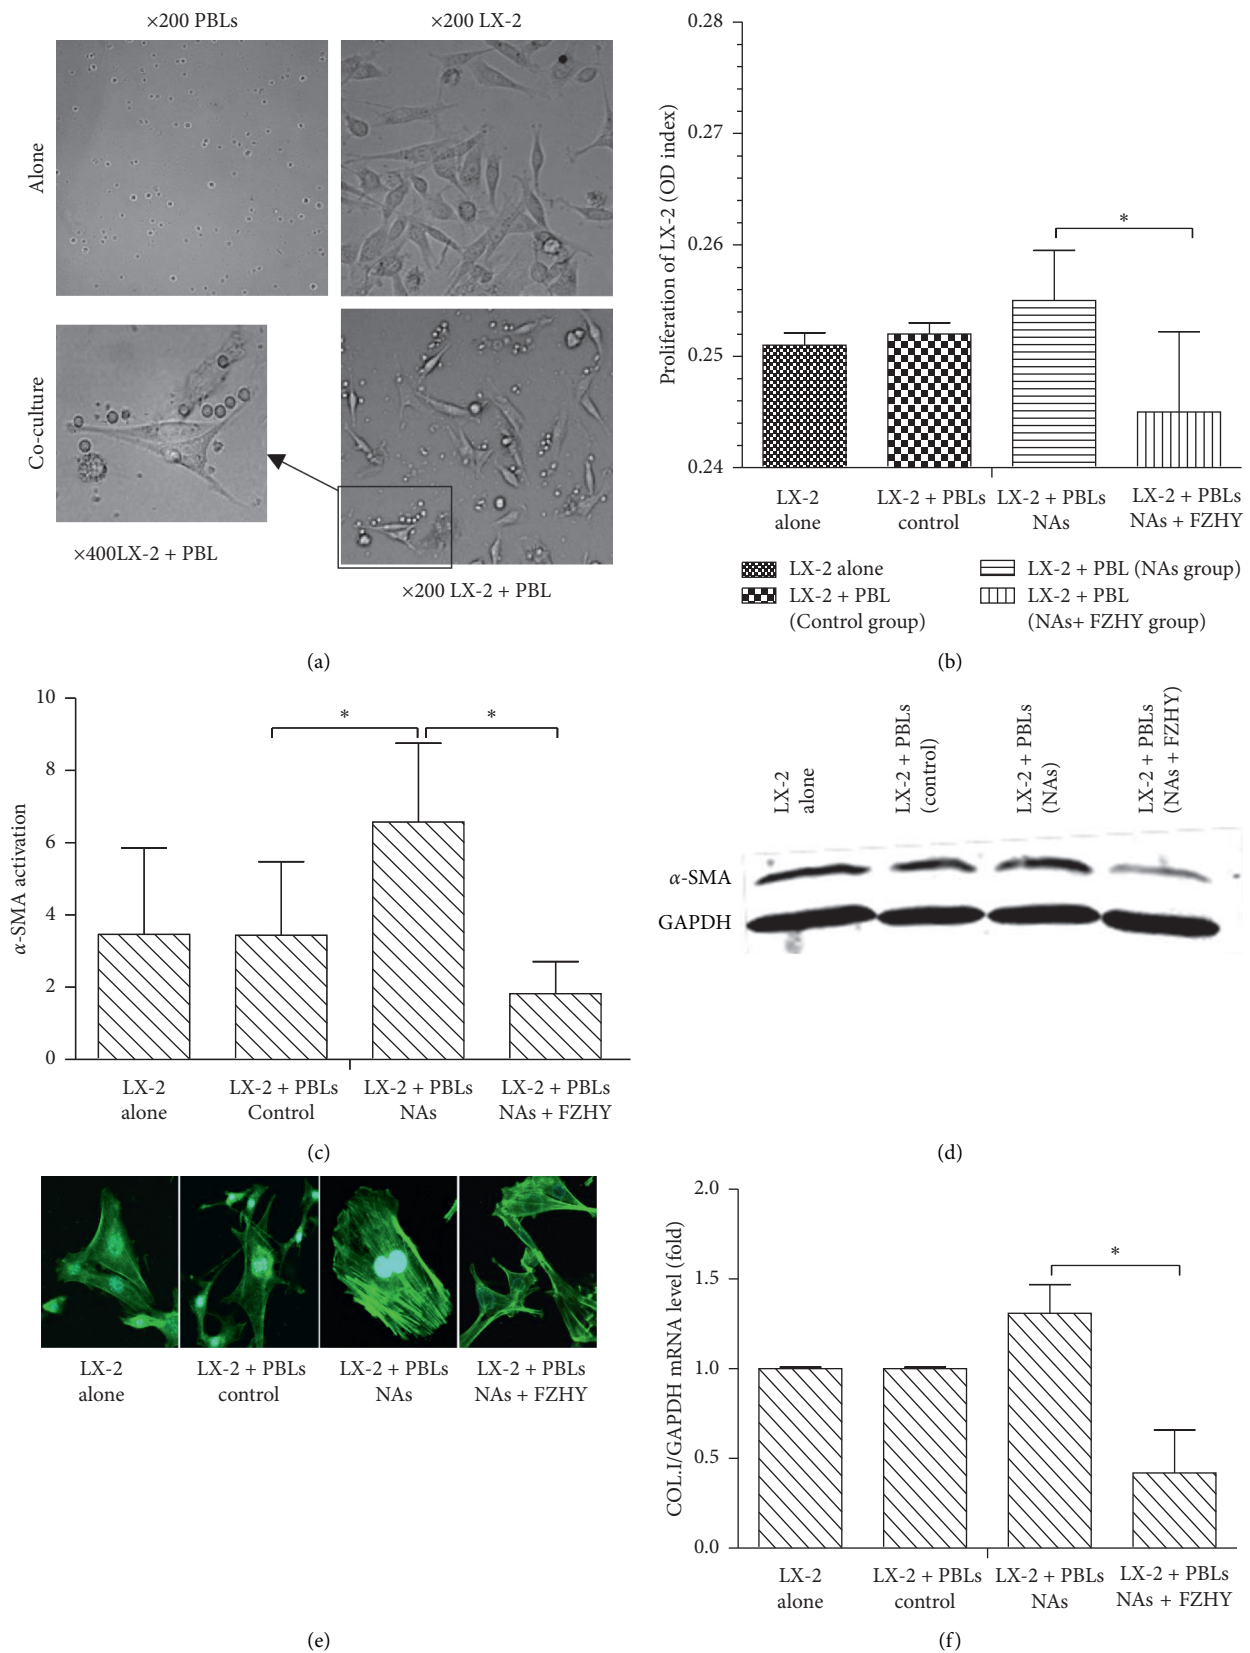 ×200 PBLs
×200 LX-2
Alone
Co-culture
×400LX-2 + PBL
×200 LX-2 + PBL
(a)
Proliferation of LX-2 (OD index)
0.28
0.27
0.26
0.25
0.24
*
LX-2
alone
LX-2 + PBLs
control
LX-2 + PBLs
NAs
LX-2 + PBLs
NAs + FZHY
LX-2 alone
LX-2 + PBL
(Control group)
LX-2 + PBL (NAs group)
LX-2 + PBL
(NAs+ FZHY group)
(b)
α-SMA activation
10
8
6
4
2
0
*
*
LX-2
alone
LX-2 + PBLs
Control
LX-2 + PBLs
NAs
LX-2 + PBLs
NAs + FZHY
(c)
LX-2
alone
LX-2 + PBLs
(control)
LX-2 + PBLs
(NAs)
LX-2 + PBLs
(NAs + FZHY)
α-SMA
GAPDH
(d)
LX-2
alone
LX-2 + PBLs
control
LX-2 + PBLs
NAs
LX-2 + PBLs
NAs + FZHY
(e)
COL.I/GAPDH mRNA level (fold)
2.0
1.5
1.0
0.5
0.0
*
LX-2
alone
LX-2 + PBLs
control
LX-2 + PBLs
NAs
LX-2 + PBLs
NAs + FZHY
(f)